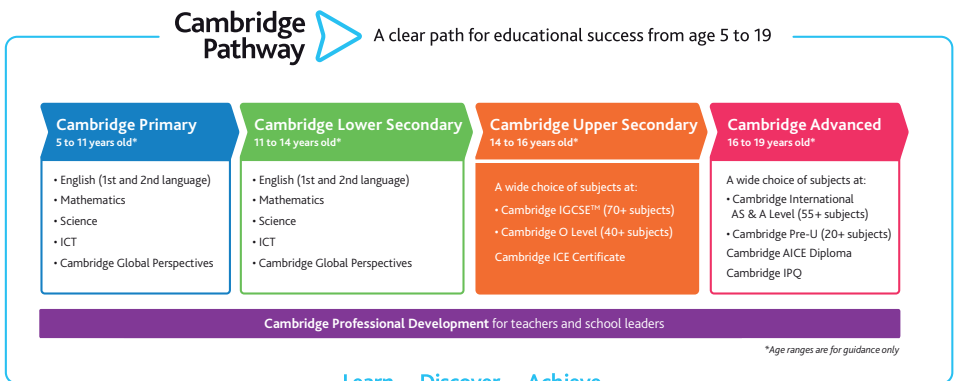 Cambridge
Pathway
A clear path for educational success from age 5 to 19
Cambridge Primary
5 to 11 years old*
• English (1st and 2nd language)
• Mathematics
• Science
• ICT
• Cambridge Global Perspectives
Cambridge Lower Secondary
11 to 14 years old*
• English (1st and 2nd language)
• Mathematics
• Science
• ICT
• Cambridge Global Perspectives
Cambridge Upper Secondary
14 to 16 years old*
A wide choice of subjects at:
• Cambridge IGCSE™ (70+ subjects)
• Cambridge O Level (40+ subjects)
Cambridge ICE Certificate
Cambridge Advanced
16 to 19 years old*
A wide choice of subjects at:
• Cambridge International
AS & A Level (55+ subjects)
• Cambridge Pre-U (20+ subjects)
Cambridge AICE Diploma
Cambridge IPQ
Cambridge Professional Development for teachers and school leaders
*Age ranges are for guidance only
Learn Discover Achieve